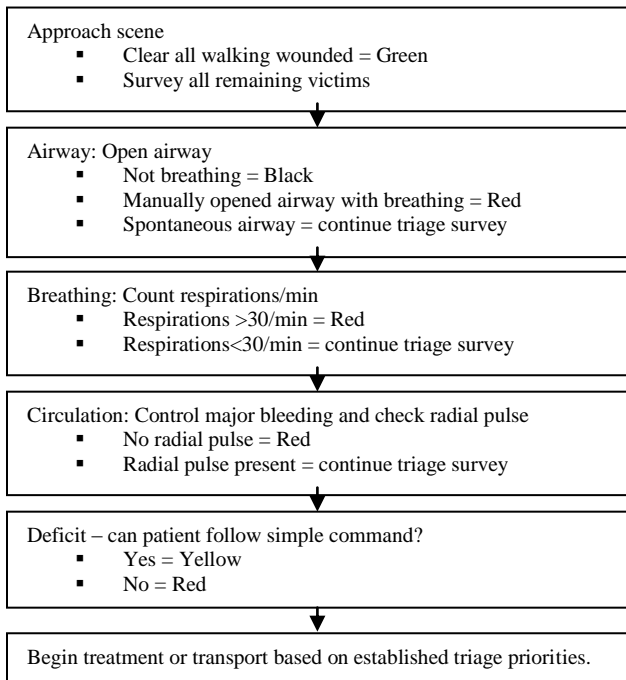 Approach scene
▪ Clear all walking wounded = Green
▪ Survey all remaining victims
Airway: Open airway
▪ Not breathing = Black
▪ Manually opened airway with breathing = Red
▪ Spontaneous airway = continue triage survey
Breathing: Count respirations/min
▪ Respirations >30/min = Red
▪ Respirations<30/min = continue triage survey
Circulation: Control major bleeding and check radial pulse
▪ No radial pulse = Red
▪ Radial pulse present = continue triage survey
Deficit – can patient follow simple command?
▪ Yes = Yellow
▪ No = Red
Begin treatment or transport based on established triage priorities.